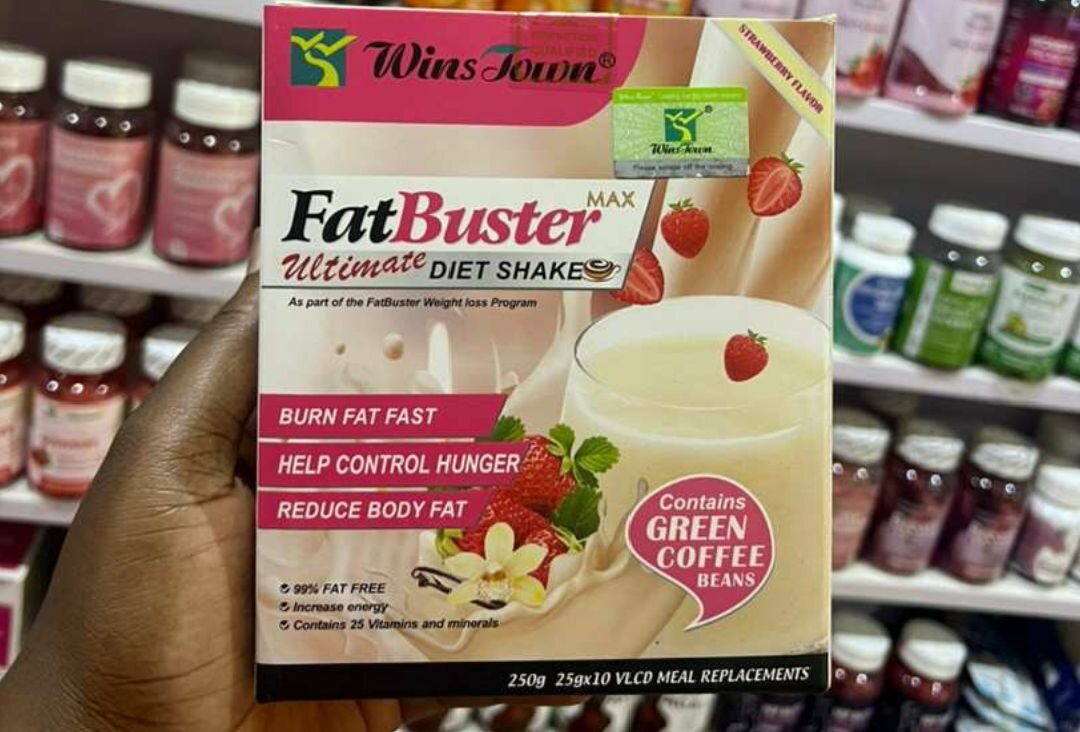 Wins Town®
QUALIFIED
STRAWBERRY FLAVOR
Wins Town®
FatBuster MAX
Ultimate DIET SHAKE
As part of the FatBuster Weight loss Program
BURN FAT FAST
HELP CONTROL HUNGER
REDUCE BODY FAT
Contains
GREEN
COFFEE
BEANS
99% FAT FREE
Increase energy
Contains 25 Vitamins and minerals
250g 25gx10 VLCD MEAL REPLACEMENTS